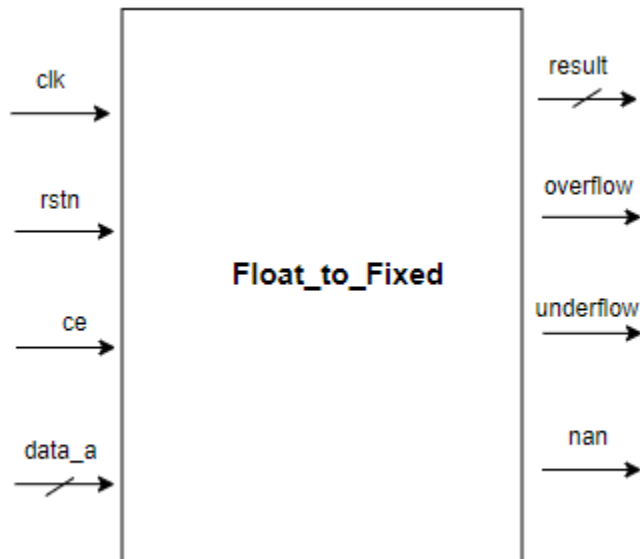 clk
rstn
ce
data_a
Float_to_Fixed
result
overflow
underflow
nan